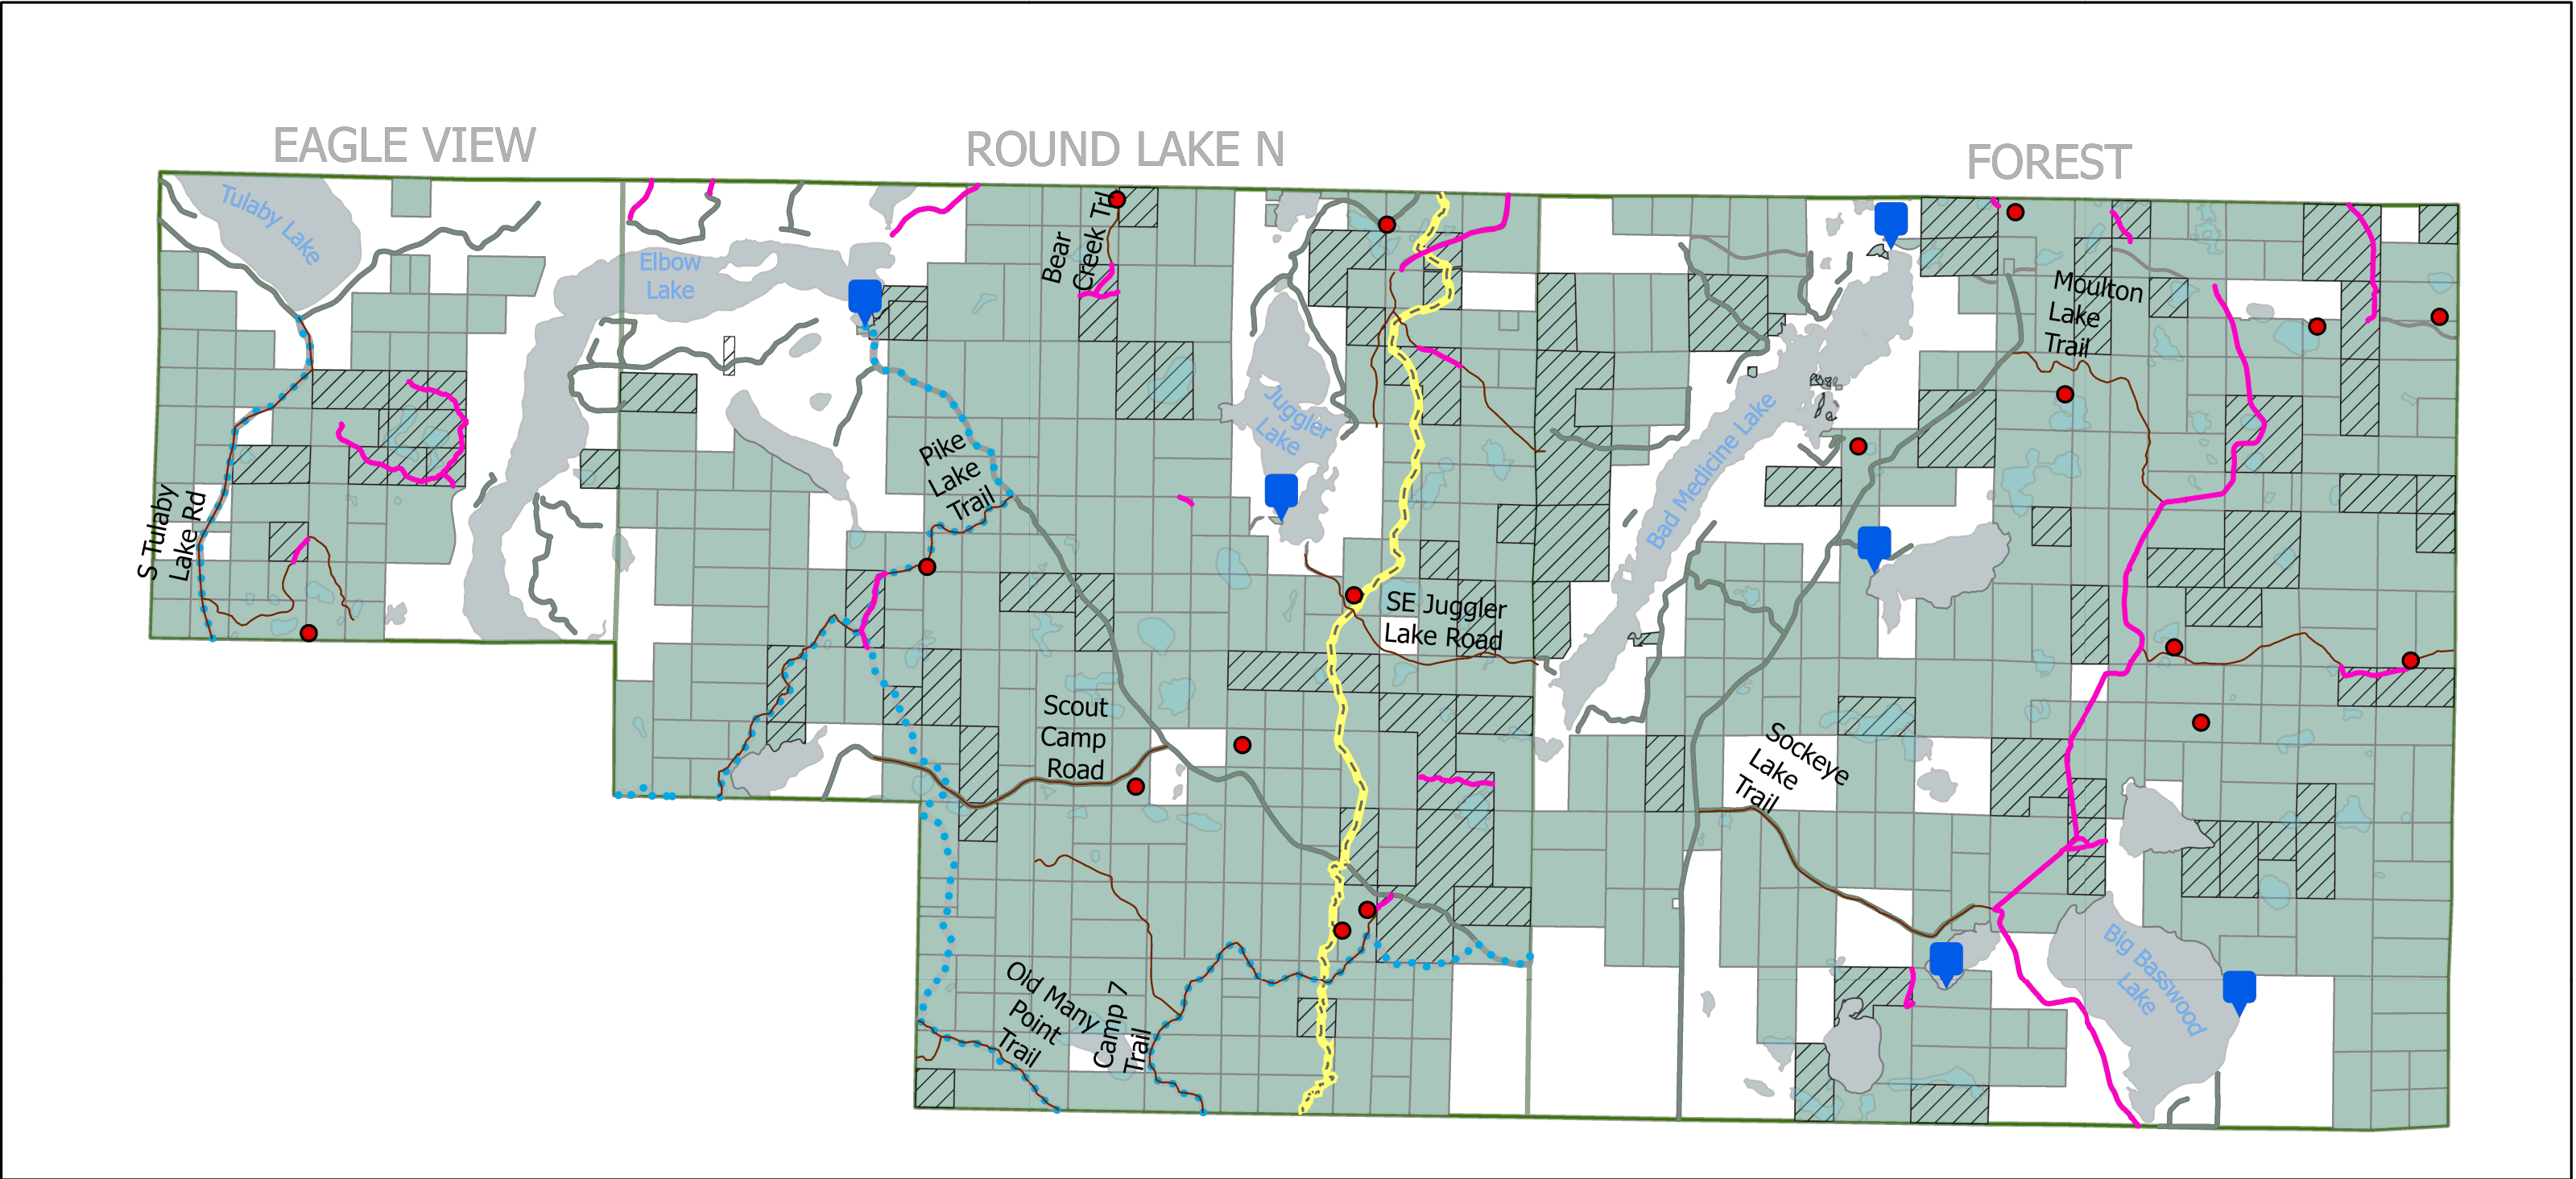 EAGLE VIEW
ROUND LAKE N
FOREST
Tulaby Lake
Elbow
Lake
Bear
Creek Trl
Moulton
Lake
Trail
Juggler
Lake
Bad Medicine Lake
Pike
Lake
Trail
S Tulaby
Lake Rd
SE Juggler
Lake Road
Scout
Camp
Road
Sockeye
Lake
Trail
Old Many
Point
Trail
Camp 7
Trail
Big Basswood
Lake